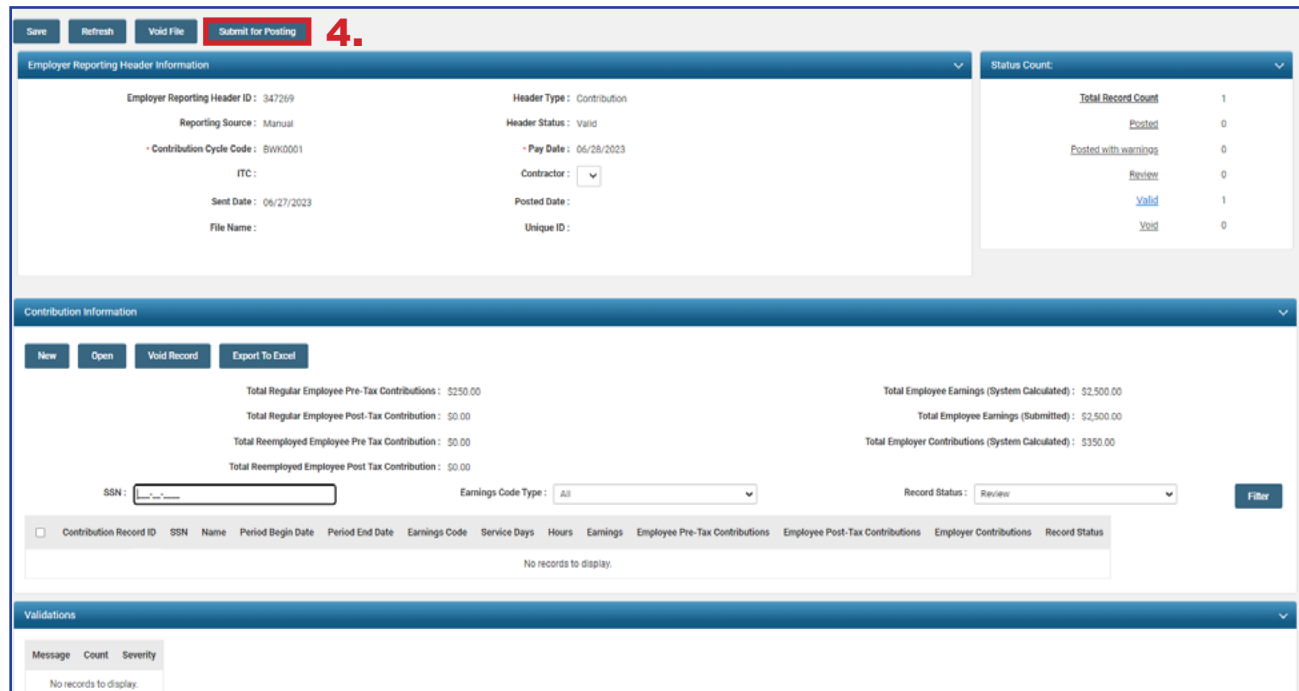 Save Refresh Void File Submit for Posting 4.
Employer Reporting Header Information
Employer Reporting Header ID : 347269 Header Type : Contribution
Reporting Source : Manual Header Status : Valid
* Contribution Cycle Code : BWK0001 * Pay Date : 06/28/2023
ITC : Contractor :
Sent Date : 06/27/2023 Posted Date :
File Name : Unique ID :
Status Count:
Total Record Count 1
Posted 0
Posted with warnings 0
Review 0
Valid 1
Void 0
Contribution Information
New Open Void Record Export To Excel
Total Regular Employee Pre-Tax Contributions : $250.00 Total Employee Earnings (System Calculated) : $2,500.00
Total Regular Employee Post-Tax Contribution : $0.00 Total Employee Earnings (Submitted) : $2,500.00
Total Reemployed Employee Pre Tax Contribution : $0.00 Total Employer Contributions (System Calculated) : $350.00
Total Reemployed Employee Post Tax Contribution : $0.00
SSN : ___-__-____ Earnings Code Type : All Record Status : Review Filter
Contribution Record ID SSN Name Period Begin Date Period End Date Earnings Code Service Days Hours Earnings Employee Pre-Tax Contributions Employee Post-Tax Contributions Employer Contributions Record Status
No records to display.
Validations
Message Count Severity
No records to display.